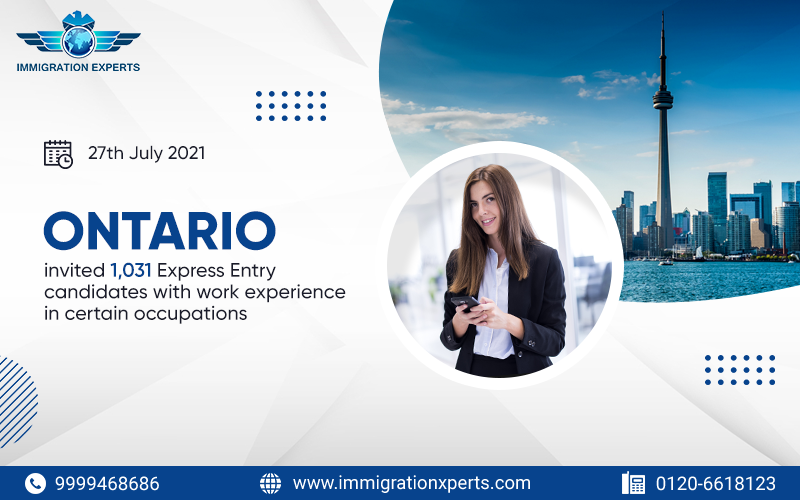 IMMIGRATION EXPERTS
27th July 2021
ONTARIO
invited 1,031 Express Entry
candidates with work experience
in certain occupations
9999468686
www.immigrationxperts.com
0120-6618123